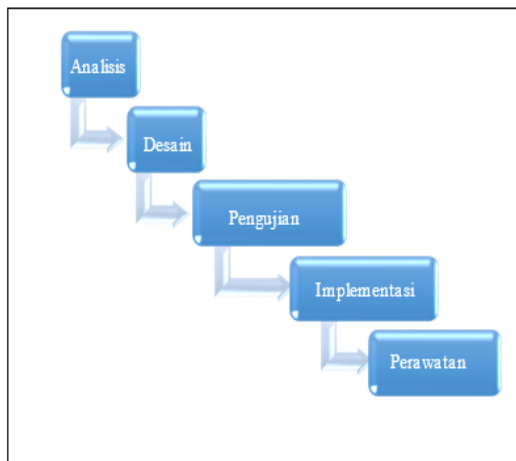 Analisis
Desain
Pengujian
Implementasi
Perawatan